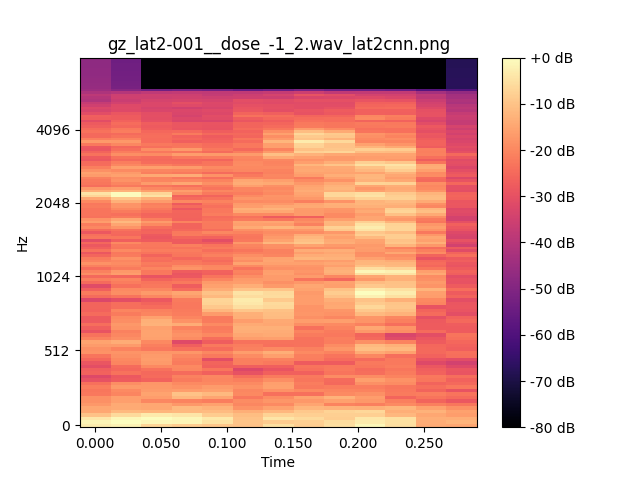 gz_lat2-001__dose_-1_2.wav_lat2cnn.png
Hz
4096
2048
1024
512
0
0.000 0.050 0.100 0.150 0.200 0.250
Time
+0 dB
-10 dB
-20 dB
-30 dB
-40 dB
-50 dB
-60 dB
-70 dB
-80 dB